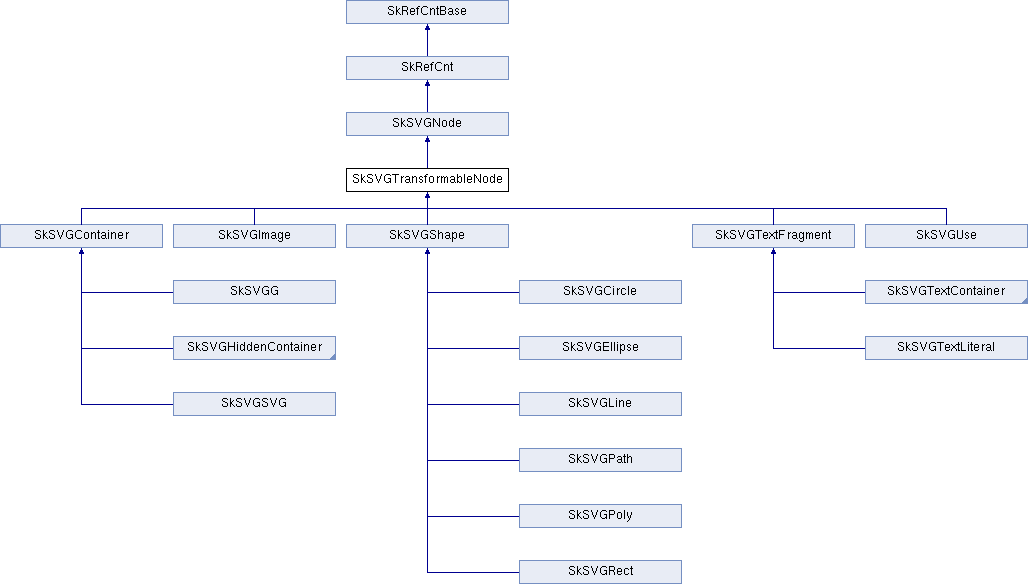 SkRefCntBase
SkRefCnt
SkSVGNode
SkSVGTransformableNode
SkSVGContainer
SkSVGImage
SkSVGShape
SkSVGTextFragment
SkSVGUse
SkSVGG
SkSVGCircle
SkSVGTextContainer
SkSVGHiddenContainer
SkSVGEllipse
SkSVGTextLiteral
SkSVGSVG
SkSVGLine
SkSVGPath
SkSVGPoly
SkSVGRect